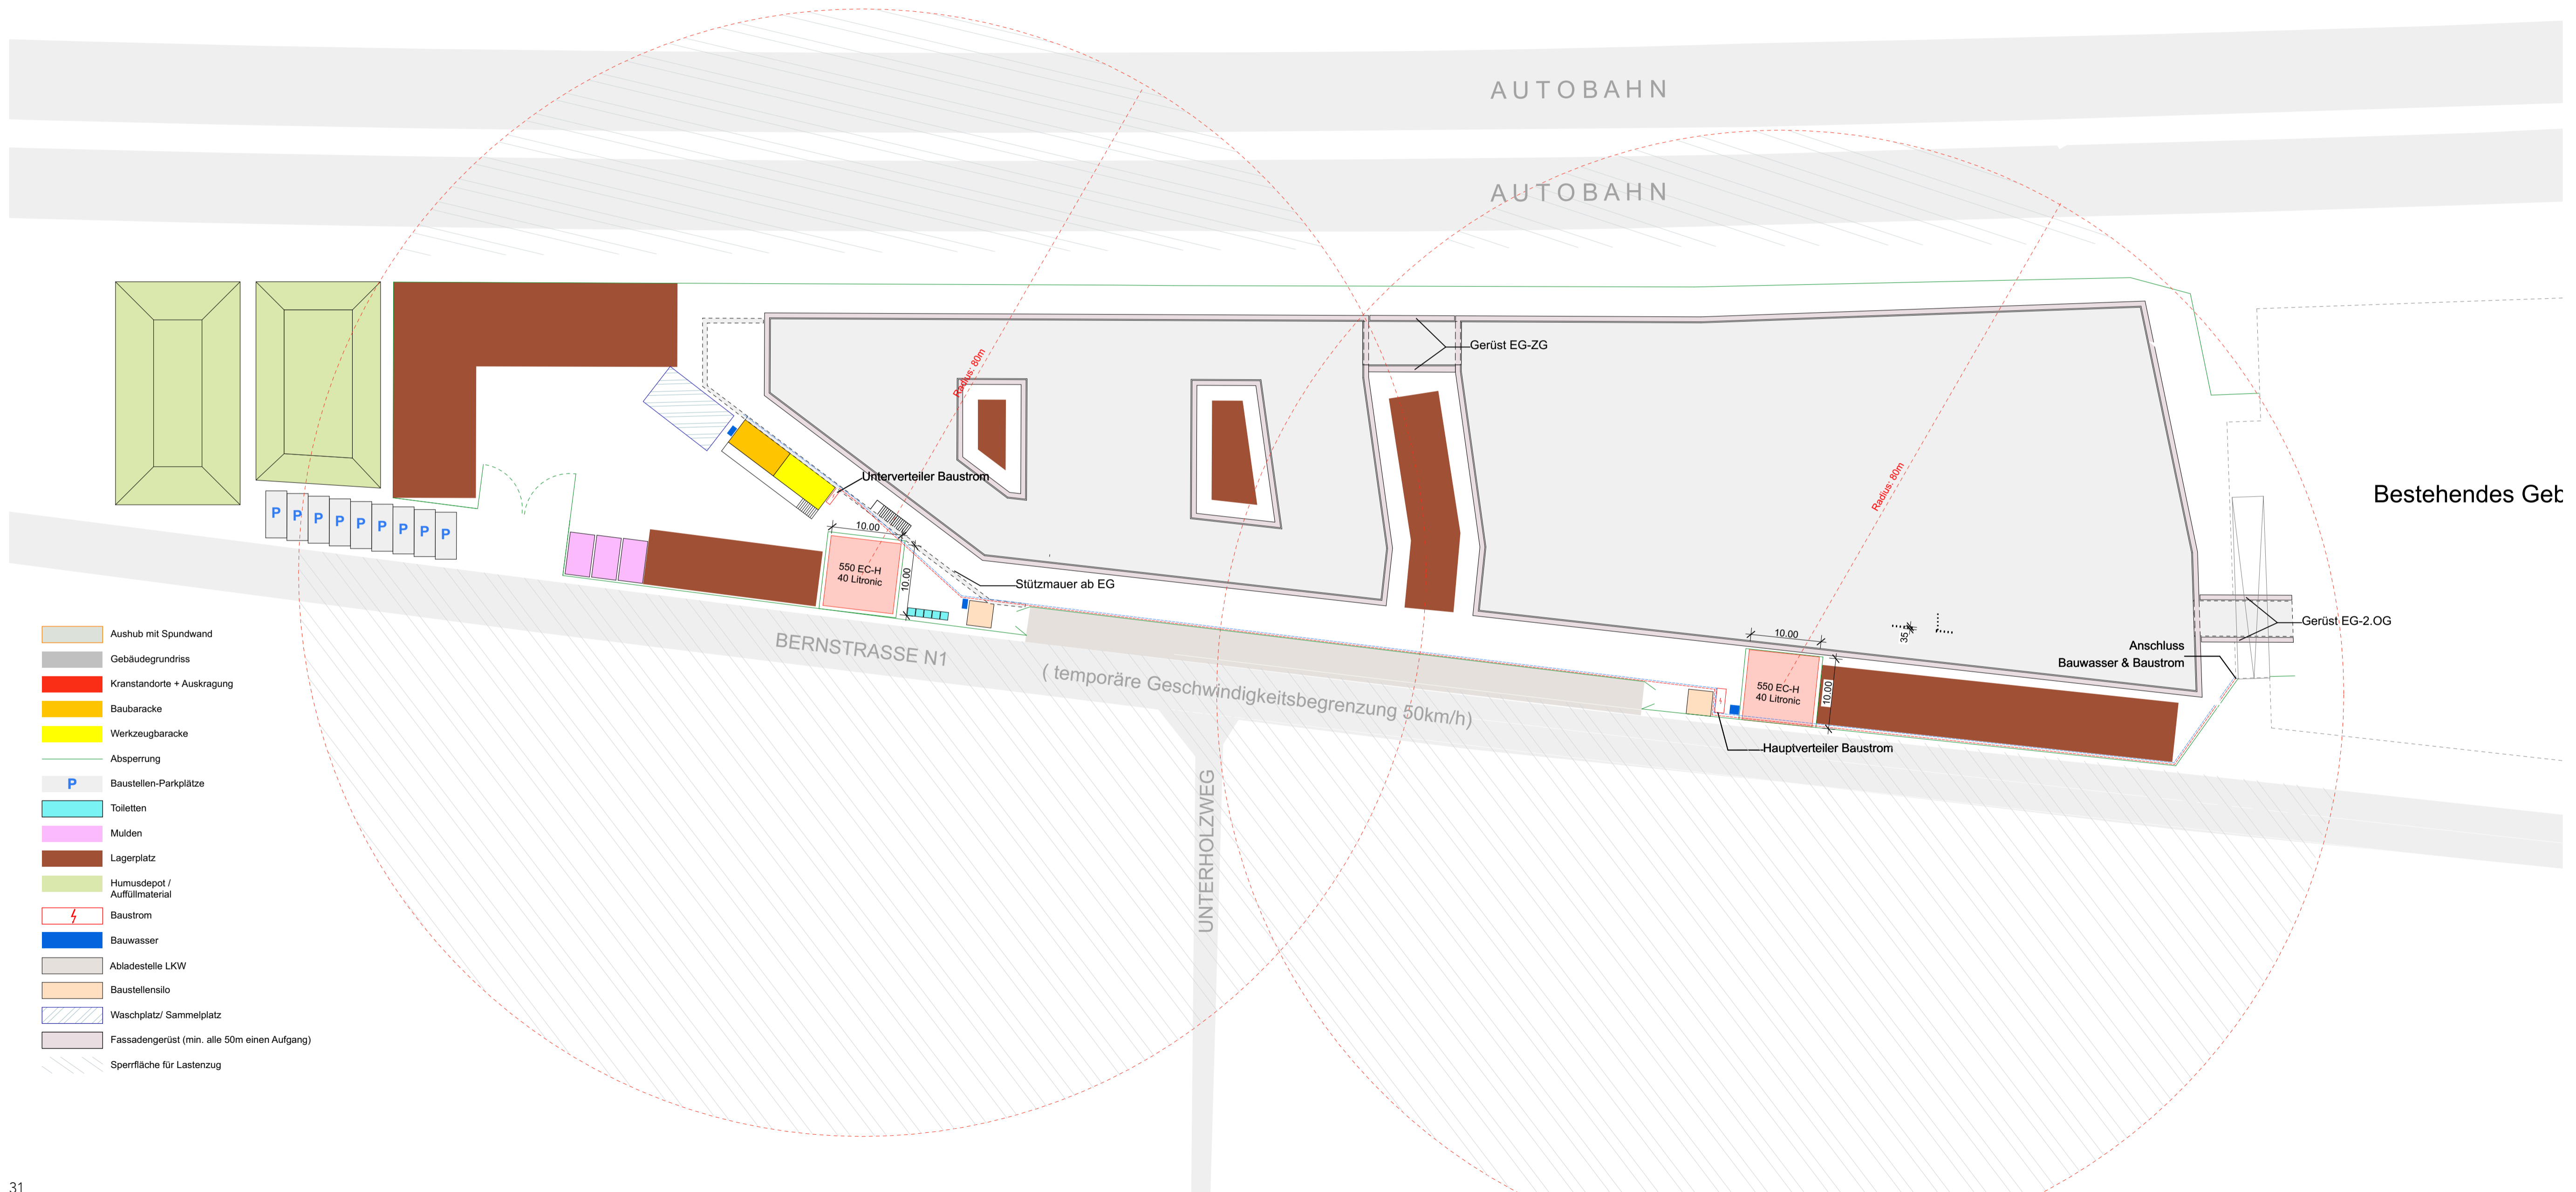 AUTOBAHN
AUTOBAHN
Radius: 80m
Gerüst EG-ZG
Radius: 80m
Unterverteiler Baustrom
Bestehendes Geb
P
P
P
P
P
P
P
P
P
10.00
550 EC-H
40 Litronic
10.00
Stützmauer ab EG
BERNSTRASSE N1
( temporäre Geschwindigkeitsbegrenzung 50km/h)
UNTERHOLZWEG
10.00
35
550 EC-H
40 Litronic
10.00
Hauptverteiler Baustrom
Gerüst EG-2.OG
Anschluss
Bauwasser & Baustrom
Aushub mit Spundwand
Gebäudegrundriss
Kranstandorte + Auskragung
Baubaracke
Werkzeugbaracke
Absperrung
P
Baustellen-Parkplätze
Toiletten
Mulden
Lagerplatz
Humusdepot /
Auffüllmaterial
Baustrom
Bauwasser
Abladestelle LKW
Baustellensilo
Waschplatz/ Sammelplatz
Fassadengerüst (min. alle 50m einen Aufgang)
Sperrfläche für Lastenzug
31